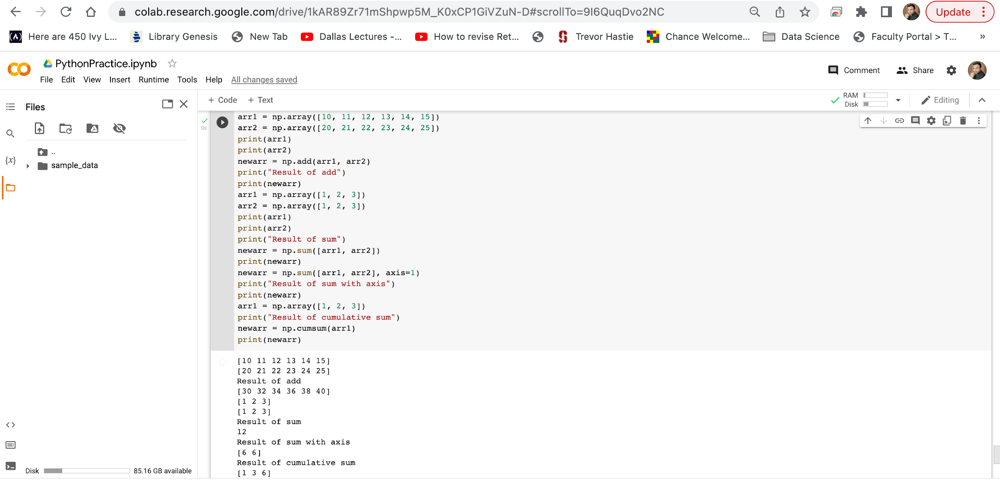 colab.research.google.com/drive/1kAR89Zr71mShpwp5M_K0xCP1GiVZuN-D#scrollTo=9I6QuqDvo2NC Update
Here are 450 Ivy L... Library Genesis New Tab Dallas Lectures -... How to revise Ret... Trevor Hastie Chance Welcome... Data Science Faculty Portal > T... »
PythonPractice.ipynb
File Edit View Insert Runtime Tools Help All changes saved
Comment Share
Files
+ Code + Text
RAM
Disk
Editing
..
sample_data
{x}
0s
arr1 = np.array([10, 11, 12, 13, 14, 15])
arr2 = np.array([20, 21, 22, 23, 24, 25])
print(arr1)
print(arr2)
newarr = np.add(arr1, arr2)
print("Result of add")
print(newarr)
arr1 = np.array([1, 2, 3])
arr2 = np.array([1, 2, 3])
print(arr1)
print(arr2)
print("Result of sum")
newarr = np.sum([arr1, arr2])
print(newarr)
newarr = np.sum([arr1, arr2], axis=1)
print("Result of sum with axis")
print(newarr)
arr1 = np.array([1, 2, 3])
print("Result of cumulative sum")
newarr = np.cumsum(arr1)
print(newarr)
[10 11 12 13 14 15]
[20 21 22 23 24 25]
Result of add
[30 32 34 36 38 40]
[1 2 3]
[1 2 3]
Result of sum
12
Result of sum with axis
[6 6]
Result of cumulative sum
[1 3 6]
Disk 85.16 GB available